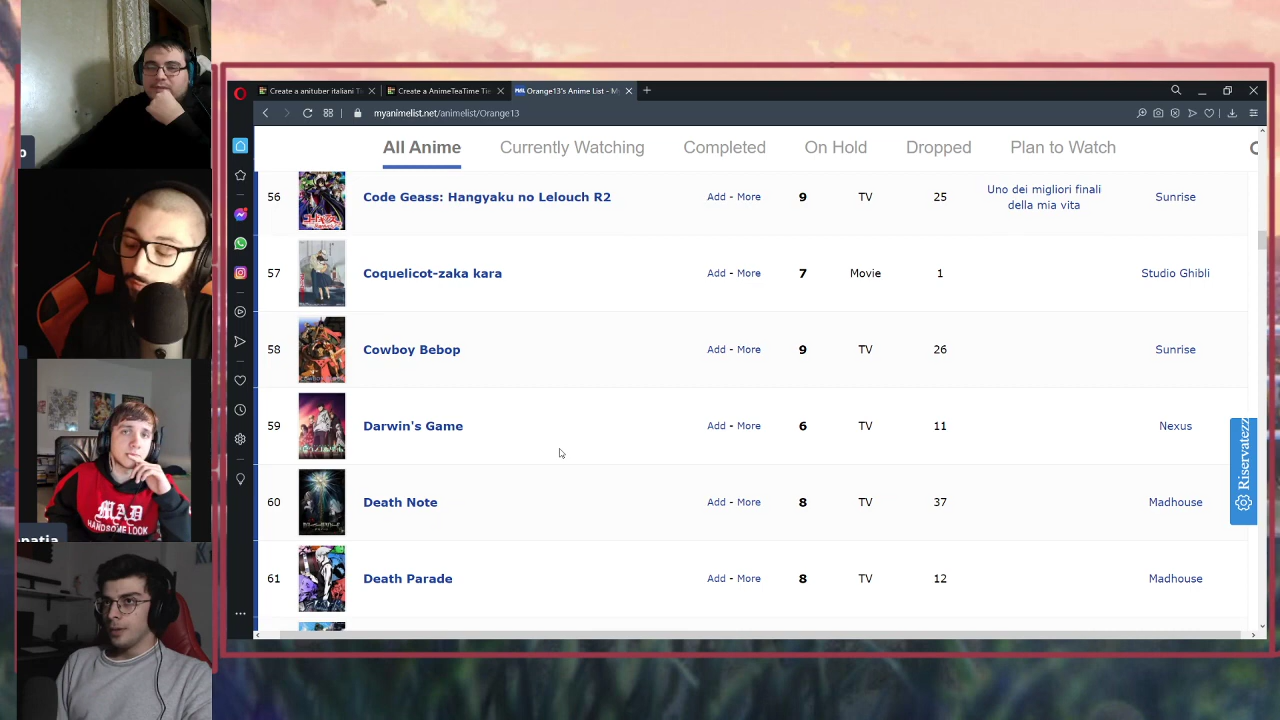 Create a anituber italiani Ti
Create a AnimeTeaTime Tie
MAL Orange13's Anime List - My
myanimelist.net/animelist/Orange13
All Anime Currently Watching Completed On Hold Dropped Plan to Watch
56 Code Geass: Hangyaku no Lelouch R2 Add - More 9 TV 25 Uno dei migliori finali della mia vita Sunrise
57 Coquelicot-zaka kara Add - More 7 Movie 1 Studio Ghibli
58 Cowboy Bebop Add - More 9 TV 26 Sunrise
59 Darwin's Game Add - More 6 TV 11 Nexus
60 Death Note Add - More 8 TV 37 Madhouse
61 Death Parade Add - More 8 TV 12 Madhouse
Riservatezz
o
MAD
HANDSOME LOOK
patia